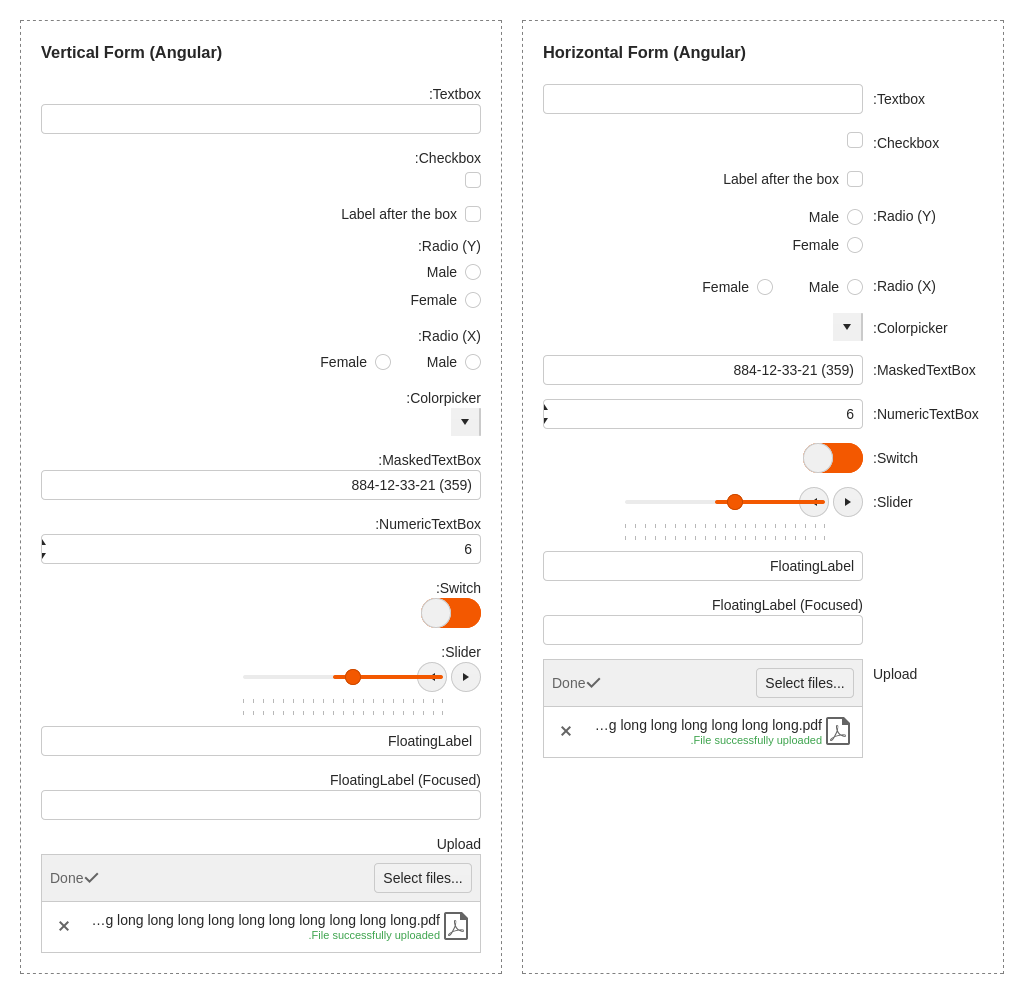 Vertical Form (Angular)
:Textbox
:Checkbox
Label after the box
:Radio (Y)
Male
Female
:Radio (X)
Female Male
:Colorpicker
:MaskedTextBox
884-12-33-21 (359)
:NumericTextBox
6
:Switch
:Slider
FloatingLabel
FloatingLabel (Focused)
Upload
Done Select files...
...g long long long long long long long long long long.pdf
.File successfully uploaded
Horizontal Form (Angular)
:Textbox
:Checkbox
Label after the box
Male :Radio (Y)
Female
Female Male :Radio (X)
:Colorpicker
884-12-33-21 (359) :MaskedTextBox
6 :NumericTextBox
:Switch
:Slider
FloatingLabel
FloatingLabel (Focused)
Upload
Done Select files...
...g long long long long long long.pdf
.File successfully uploaded